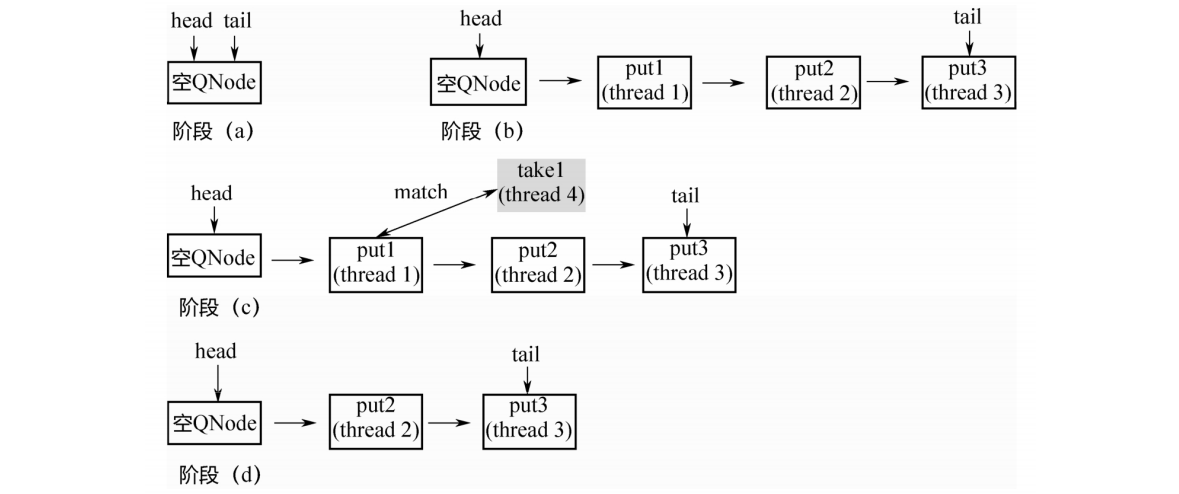 head tail
空QNode
阶段（a）
head
tail
空QNode
put1
(thread 1)
put2
(thread 2)
put3
(thread 3)
阶段（b）
head
match
take1
(thread 4)
tail
空QNode
put1
(thread 1)
put2
(thread 2)
put3
(thread 3)
阶段（c）
head
tail
空QNode
put2
(thread 2)
put3
(thread 3)
阶段（d）